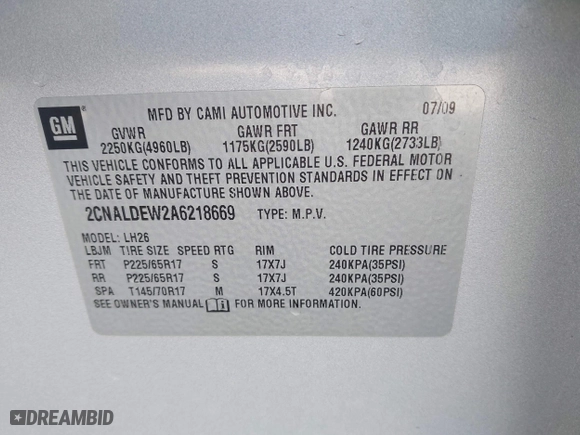 GM
MFD BY CAMI AUTOMOTIVE INC. 07/09
GVWR GAWR FRT GAWR RR
2250KG(4960LB) 1175KG(2590LB) 1240KG(2733LB)
THIS VEHICLE CONFORMS TO ALL APPLICABLE U.S. FEDERAL MOTOR
VEHICLE SAFETY AND THEFT PREVENTION STANDARDS IN EFFECT ON
THE DATE OF MANUFACTURE SHOWN ABOVE.
2CNALDEW2A6218669 TYPE: M.P.V.
MODEL: LH26
LBJM TIRE SIZE SPEED RTG RIM COLD TIRE PRESSURE
FRT P225/65R17 S 17X7J 240KPA(35PSI)
RR P225/65R17 S 17X7J 240KPA(35PSI)
SPA T145/70R17 M 17X4.5T 420KPA(60PSI)
SEE OWNER'S MANUAL FOR MORE INFORMATION.
DREAMBID